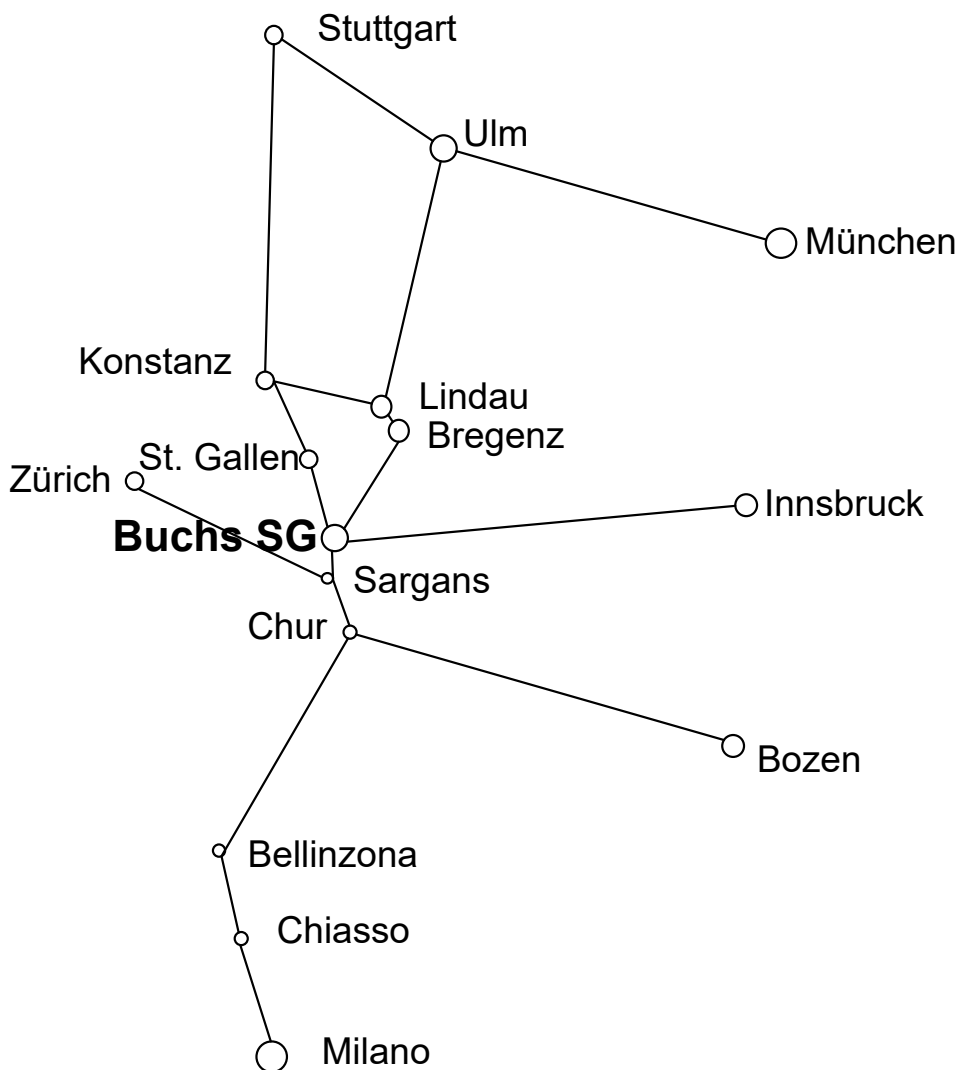 Stuttgart
Ulm
München
Konstanz
Lindau
Bregenz
St. Gallen
Zürich
Innsbruck
Buchs SG
Sargans
Chur
Bozen
Bellinzona
Chiasso
Milano